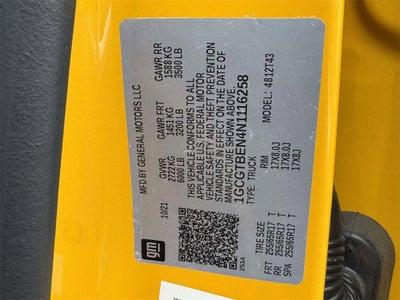 MFD BY GENERAL MOTORS LLC
10/21
GVWR
2722 KG
6000 LB
GAWR FRT
1451 KG
3200 LB
GAWR RR
1588 KG
3500 LB
THIS VEHICLE CONFORMS TO ALL
APPLICABLE U.S. FEDERAL MOTOR
VEHICLE SAFETY AND THEFT PREVENTION
STANDARDS IN EFFECT ON THE DATE OF
MANUFACTURE SHOWN ABOVE.
1GCGTBEN4N1116258
TYPE: TRUCK
MODEL: 4812T43
gm
2S3A
TIRE SIZE
RIM
FRT 255/65R17 T 17X8.0J
RR 255/65R17 T 17X8.0J
SPA 255/65R17 T 17X8J